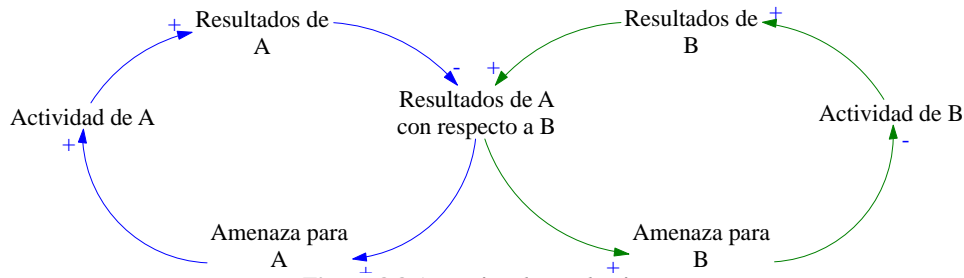 Resultados de
A
Resultados de
B
+
+
-
+
Actividad de A
Resultados de A
con respecto a B
Actividad de B
+
-
Amenaza para
A
Amenaza para
B
+
+